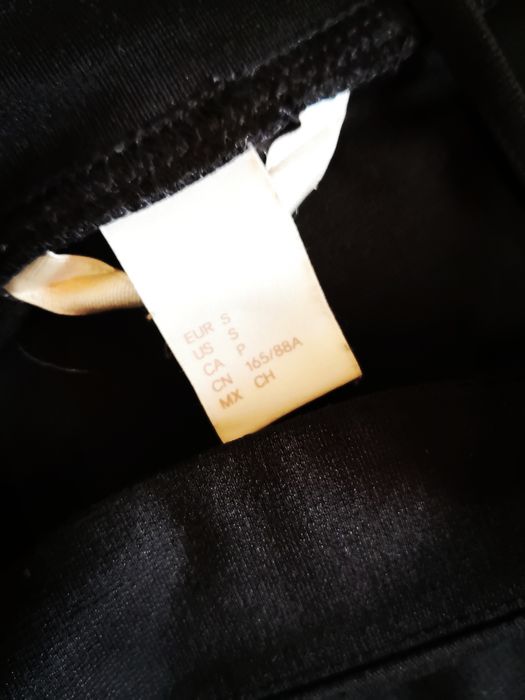 EUR S
US S
CA P
CN 165/88A
MX CH